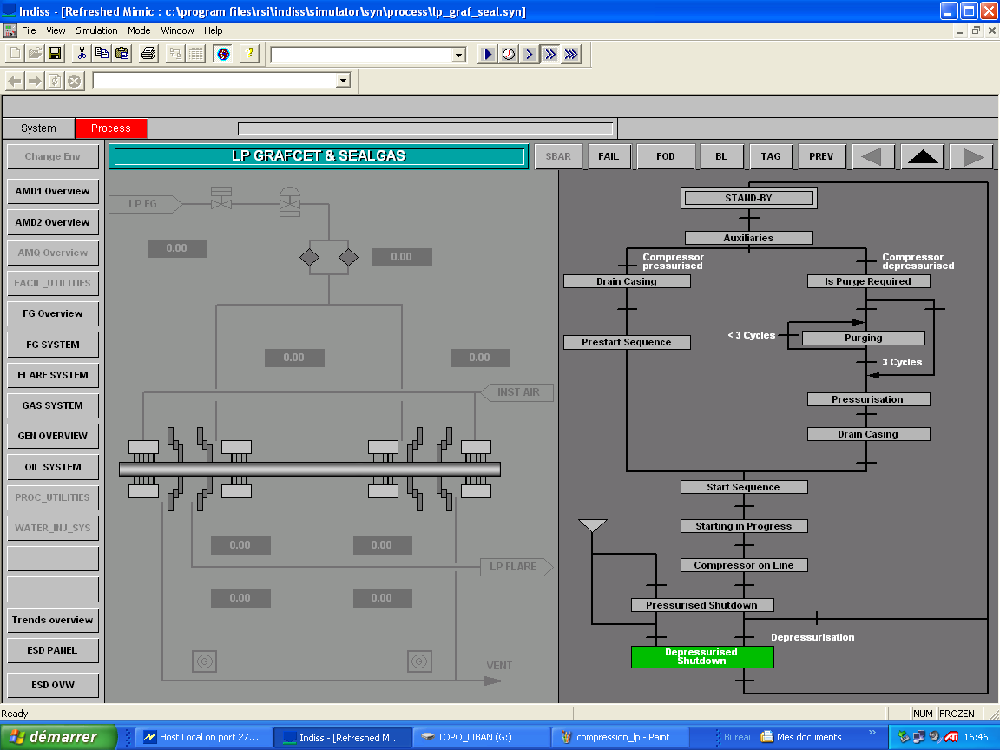 Indiss - [Refreshed Mimic : c:\program files\rsi\indiss\simulator\syn\process\lp_graf_seal.syn]
File View Simulation Mode Window Help
System Process
Change Env
LP GRAFCET & SEALGAS
SBAR FAIL FOD BL TAG PREV
AMD1 Overview
AMD2 Overview
AMQ Overview
FACIL_UTILITIES
FG Overview
FG SYSTEM
FLARE SYSTEM
GAS SYSTEM
GEN OVERVIEW
OIL SYSTEM
PROC_UTILITIES
WATER_INJ_SYS
Trends overview
ESD PANEL
ESD OVW
LP FG
0.00
0.00
0.00
0.00
INST AIR
0.00
0.00
LP FLARE
0.00
0.00
G
G
VENT
STAND-BY
Auxiliaries
Compressor
pressurised
Compressor
depressurised
Drain Casing
Is Purge Required
Prestart Sequence
< 3 Cycles
Purging
3 Cycles
Pressurisation
Drain Casing
Start Sequence
Starting in Progress
Compressor on Line
Pressurised Shutdown
Depressurisation
Depressurised
Shutdown
Ready
NUM FROZEN
démarrer
Host Local on port 27...
Indiss - [Refreshed M...
TOPO_LIBAN (G:)
compression_lp - Paint
Bureau
Mes documents
16:46